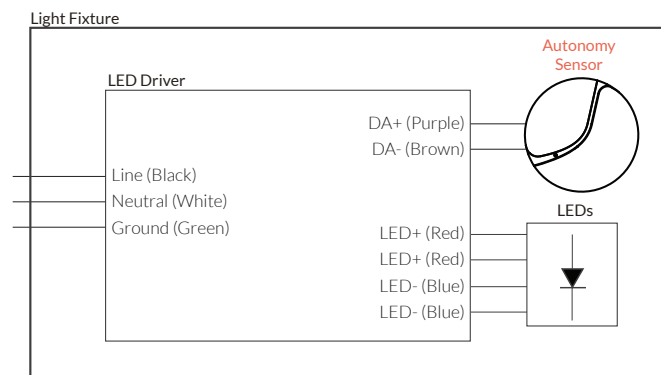 Light Fixture
Autonomy
Sensor
LED Driver
DA+ (Purple)
DA- (Brown)
Line (Black)
Neutral (White)
Ground (Green)
LEDs
LED+ (Red)
LED+ (Red)
LED- (Blue)
LED- (Blue)